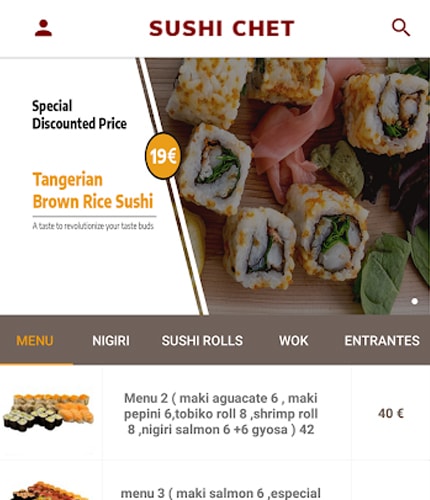 SUSHI CHET
Special
Discounted Price
19€
Tangerian
Brown Rice Sushi
A taste to revolutionize your taste buds
MENU NIGIRI SUSHI ROLLS WOK ENTRANTES
Menu 2 ( maki aguacate 6 , maki
pepini 6,tobiko roll 8 ,shrimp roll
8 ,nigiri salmon 6 +6 gyosa ) 42
40 €
menu 3 ( maki salmon 6 ,especial